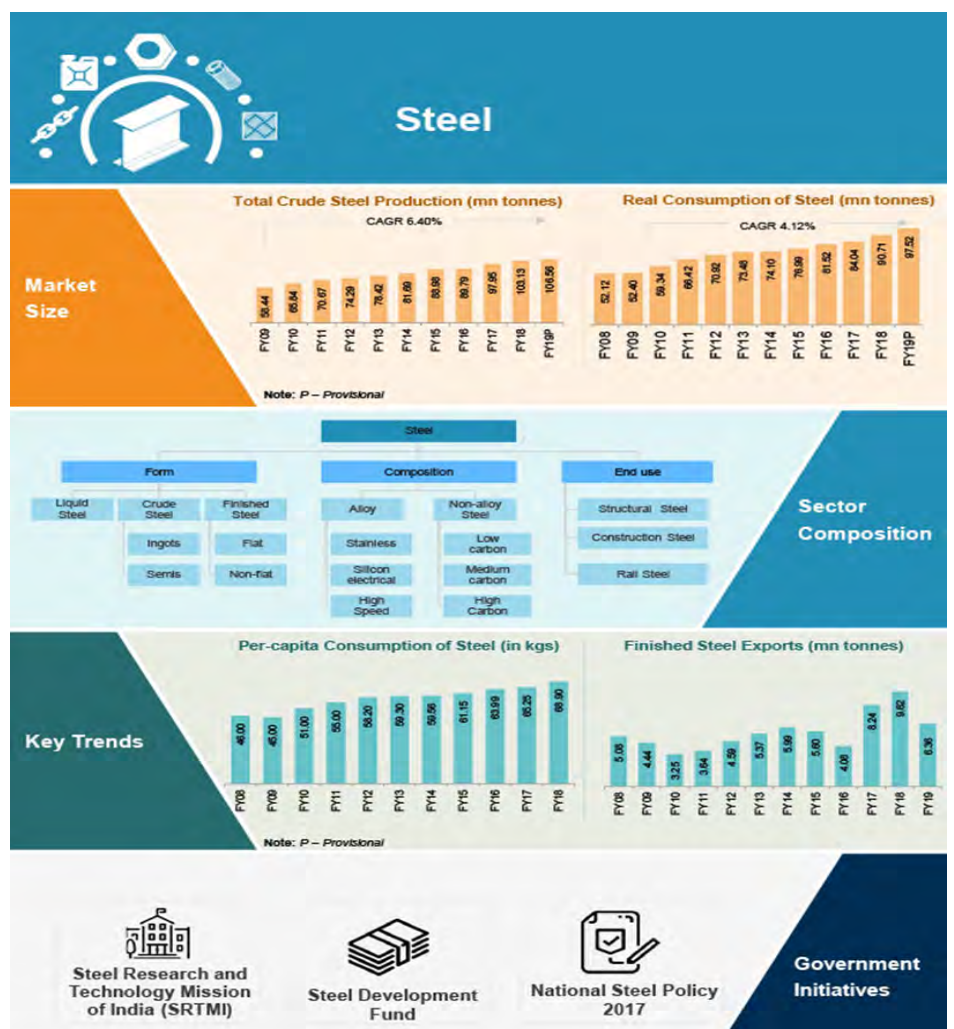 Steel
Market
Size
Total Crude Steel Production (mn tonnes)
CAGR 6.40%
58.44
65.84
70.67
74.29
78.42
81.69
88.98
89.79
97.95
103.13
106.56
FY09
FY10
FY11
FY12
FY13
FY14
FY15
FY16
FY17
FY18
FY19P
Real Consumption of Steel (mn tonnes)
CAGR 4.12%
52.12
52.40
59.34
66.42
70.92
73.48
74.10
76.99
81.52
84.04
90.71
97.52
FY08
FY09
FY10
FY11
FY12
FY13
FY14
FY15
FY16
FY17
FY18
FY19P
Note: P – Provisional
Steel
Form
Composition
End use
Liquid
Steel
Crude
Steel
Finished
Steel
Ingots
Flat
Semis
Non-flat
Alloy
Non-alloy
Steel
Stainless
Low
carbon
Silicon
electrical
Medium
carbon
High
Speed
High
Carbon
Structural Steel
Construction Steel
Rail Steel
Sector
Composition
Key Trends
Per-capita Consumption of Steel (in kgs)
46.00
45.00
51.00
55.00
58.20
59.30
59.56
61.15
63.99
65.25
68.90
FY08
FY09
FY10
FY11
FY12
FY13
FY14
FY15
FY16
FY17
FY18
Finished Steel Exports (mn tonnes)
5.08
4.44
3.25
3.64
4.59
5.37
5.99
5.60
4.08
8.24
9.62
6.36
FY08
FY09
FY10
FY11
FY12
FY13
FY14
FY15
FY16
FY17
FY18
FY19
Note: P – Provisional
Steel Research and
Technology Mission
of India (SRTMI)
Steel Development
Fund
National Steel Policy
2017
Government
Initiatives